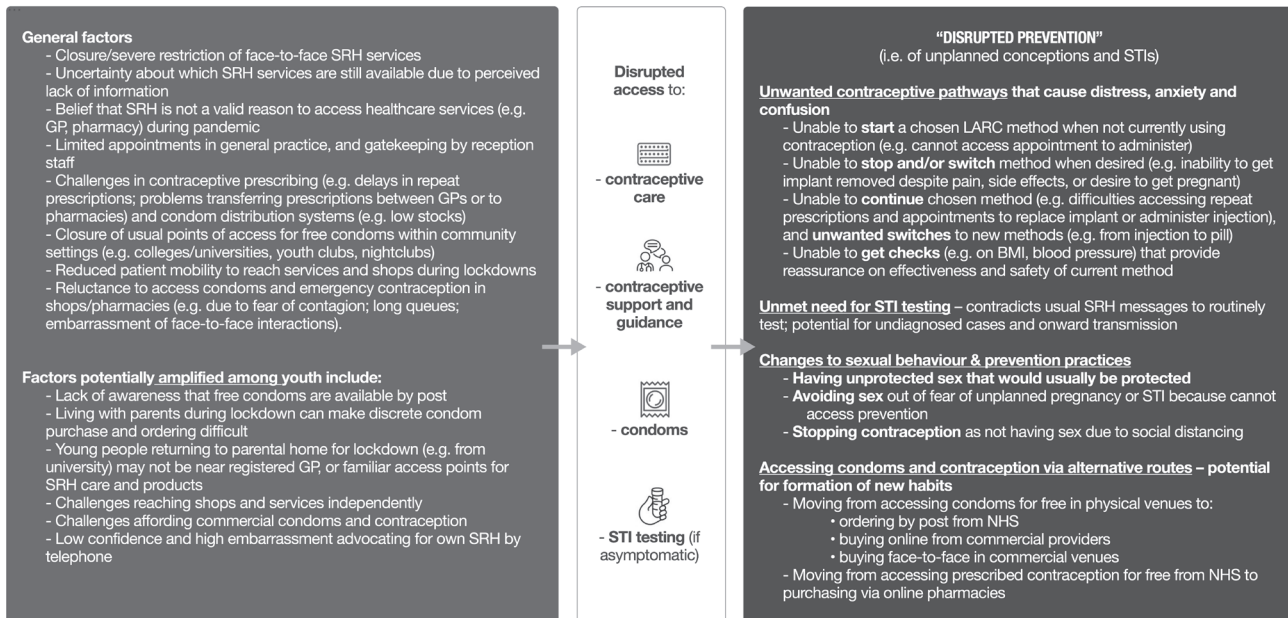 General factors
- Closure/severe restriction of face-to-face SRH services
- Uncertainty about which SRH services are still available due to perceived
lack of information
- Belief that SRH is not a valid reason to access healthcare services (e.g.
GP, pharmacy) during pandemic
- Limited appointments in general practice, and gatekeeping by reception
staff
- Challenges in contraceptive prescribing (e.g. delays in repeat
prescriptions; problems transferring prescriptions between GPs or to
pharmacies) and condom distribution systems (e.g. low stocks)
- Closure of usual points of access for free condoms within community
settings (e.g. colleges/universities, youth clubs, nightclubs)
- Reduced patient mobility to reach services and shops during lockdowns
- Reluctance to access condoms and emergency contraception in
shops/pharmacies (e.g. due to fear of contagion; long queues;
embarrassment of face-to-face interactions).
Factors potentially amplified among youth include:
- Lack of awareness that free condoms are available by post
- Living with parents during lockdown can make discrete condom
purchase and ordering difficult
- Young people returning to parental home for lockdown (e.g. from
university) may not be near registered GP, or familiar access points for
SRH care and products
- Challenges reaching shops and services independently
- Challenges affording commercial condoms and contraception
- Low confidence and high embarrassment advocating for own SRH by
telephone
Disrupted
access to:
- contraceptive
care
- contraceptive
support and
guidance
- condoms
- STI testing (if
asymptomatic)
“DISRUPTED PREVENTION”
(i.e. of unplanned conceptions and STIs)
Unwanted contraceptive pathways that cause distress, anxiety and
confusion
- Unable to start a chosen LARC method when not currently using
contraception (e.g. cannot access appointment to administer)
- Unable to stop and/or switch method when desired (e.g. inability to get
implant removed despite pain, side effects, or desire to get pregnant)
- Unable to continue chosen method (e.g. difficulties accessing repeat
prescriptions and appointments to replace implant or administer injection),
and unwanted switches to new methods (e.g. from injection to pill)
- Unable to get checks (e.g. on BMI, blood pressure) that provide
reassurance on effectiveness and safety of current method
Unmet need for STI testing – contradicts usual SRH messages to routinely
test; potential for undiagnosed cases and onward transmission
Changes to sexual behaviour & prevention practices
- Having unprotected sex that would usually be protected
- Avoiding sex out of fear of unplanned pregnancy or STI because cannot
access prevention
- Stopping contraception as not having sex due to social distancing
Accessing condoms and contraception via alternative routes – potential
for formation of new habits
- Moving from accessing condoms for free in physical venues to:
• ordering by post from NHS
• buying online from commercial providers
• buying face-to-face in commercial venues
- Moving from accessing prescribed contraception for free from NHS to
purchasing via online pharmacies